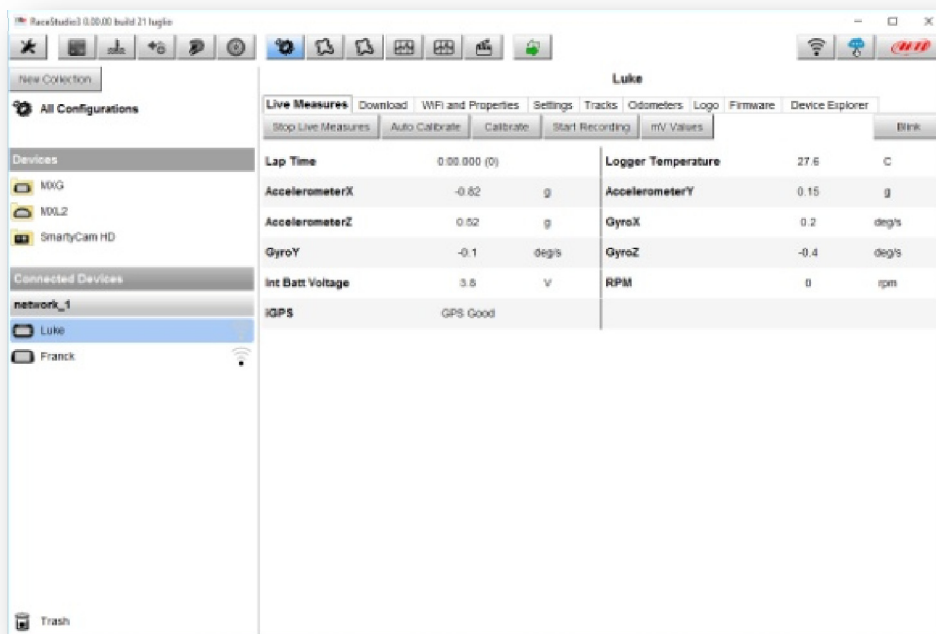 RaceStudio3 0.00.00 build 21 luglio
AIM
New Collection
All Configurations
Devices
MXG
MXL2
SmartyCam HD
Connected Devices
network_1
Luke
Franck
Trash
Luke
Live Measures Download WiFi and Properties Settings Tracks Odometers Logo Firmware Device Explorer
Stop Live Measures Auto Calibrate Calibrate Start Recording mV Values Blink
Lap Time 0:00.000 (0) Logger Temperature 27.6 C
AccelerometerX -0.82 g AccelerometerY 0.15 g
AccelerometerZ 0.52 g GyroX 0.2 deg/s
GyroY -0.1 deg/s GyroZ -0.4 deg/s
Int Batt Voltage 3.8 V RPM 0 rpm
iGPS GPS Good